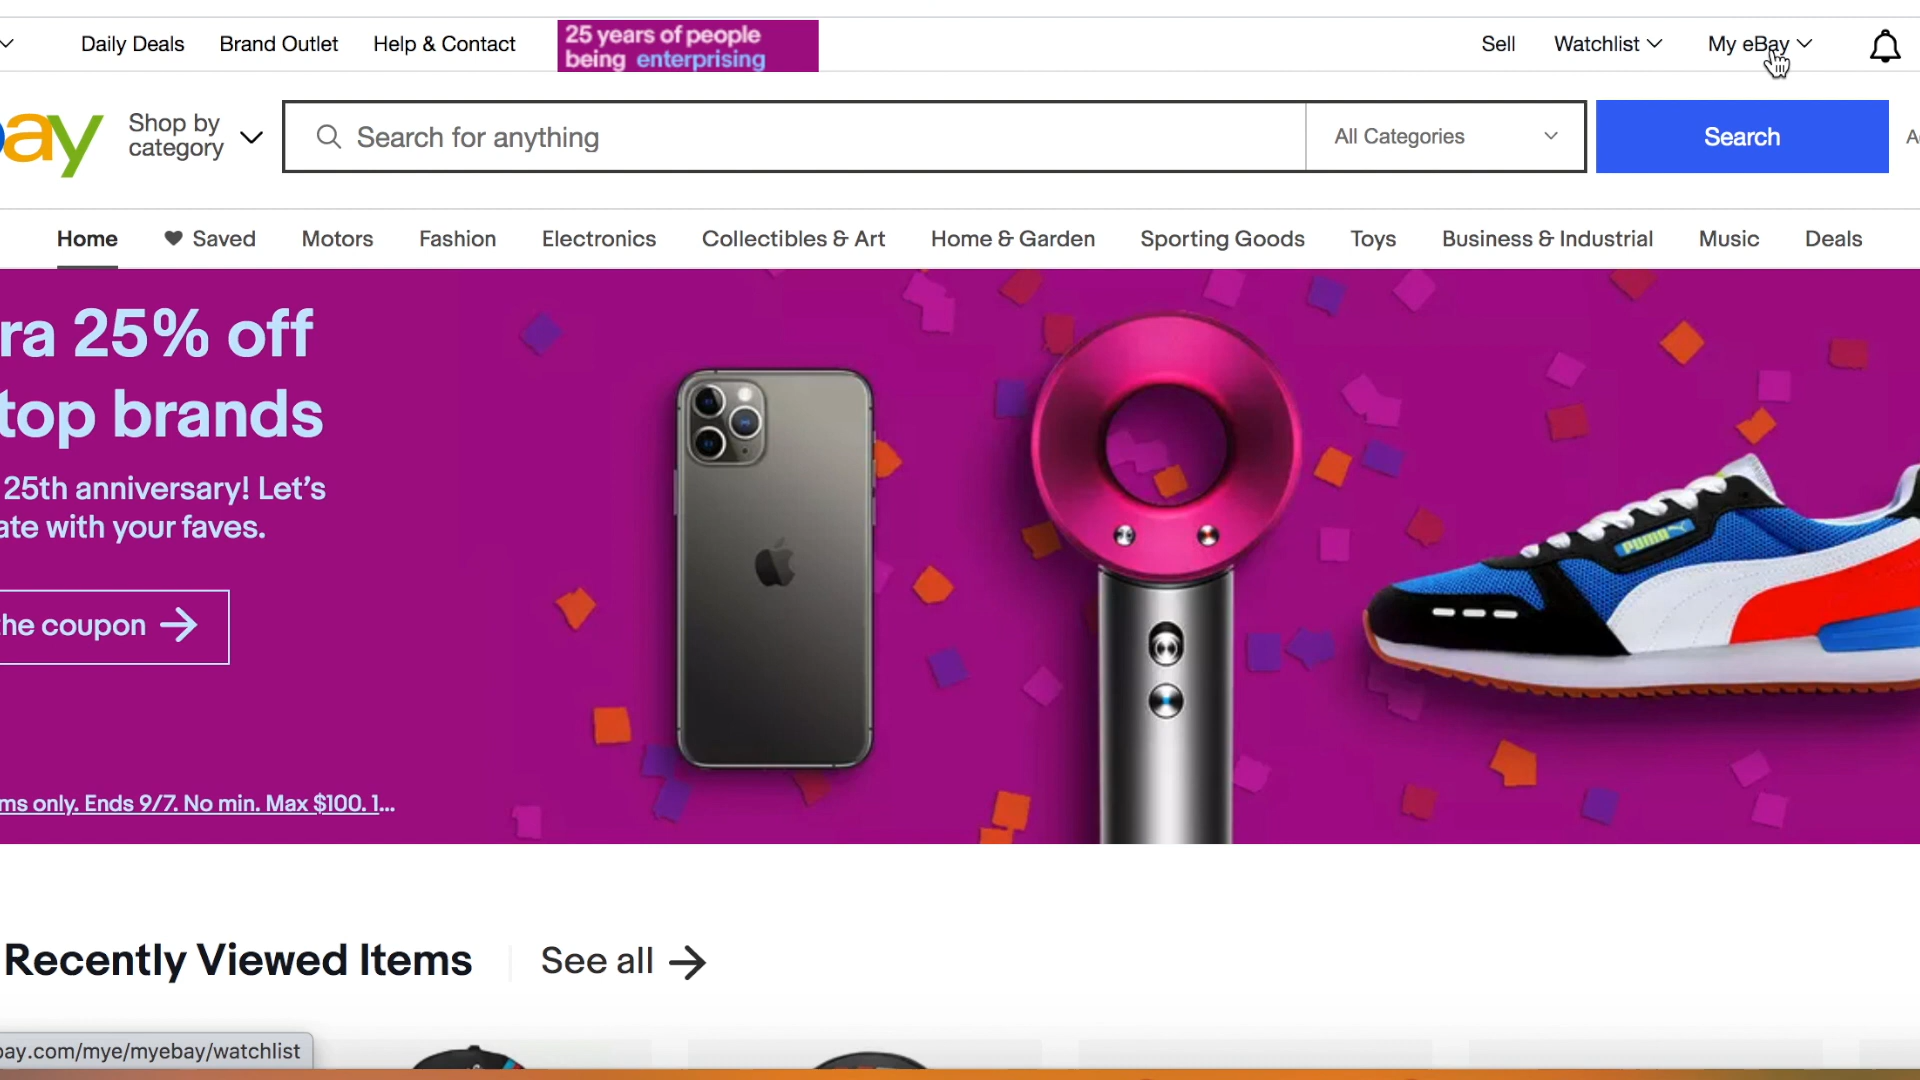 Daily Deals Brand Outlet Help & Contact
25 years of people
being enterprising
Sell Watchlist My eBay
ay
Shop by
category
Search for anything
All Categories
Search
Home Saved Motors Fashion Electronics Collectibles & Art Home & Garden Sporting Goods Toys Business & Industrial Music Deals
ra 25% off
top brands
25th anniversary! Let's
ate with your faves.
he coupon
ms only. Ends 9/7. No min. Max $100. 1...
PUMA
Recently Viewed Items See all
ay.com/mye/myebay/watchlist